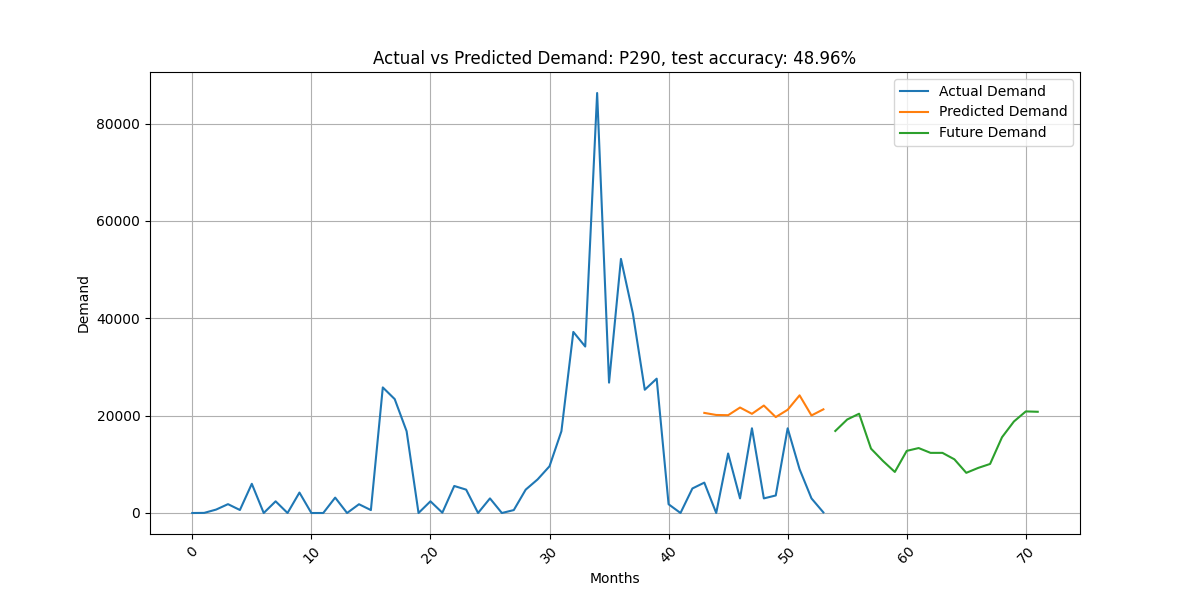 Actual vs Predicted Demand: P290, test accuracy: 48.96%
Actual Demand
Predicted Demand
Future Demand
80000
60000
40000
20000
0
Demand
0
10
20
30
40
50
60
70
Months